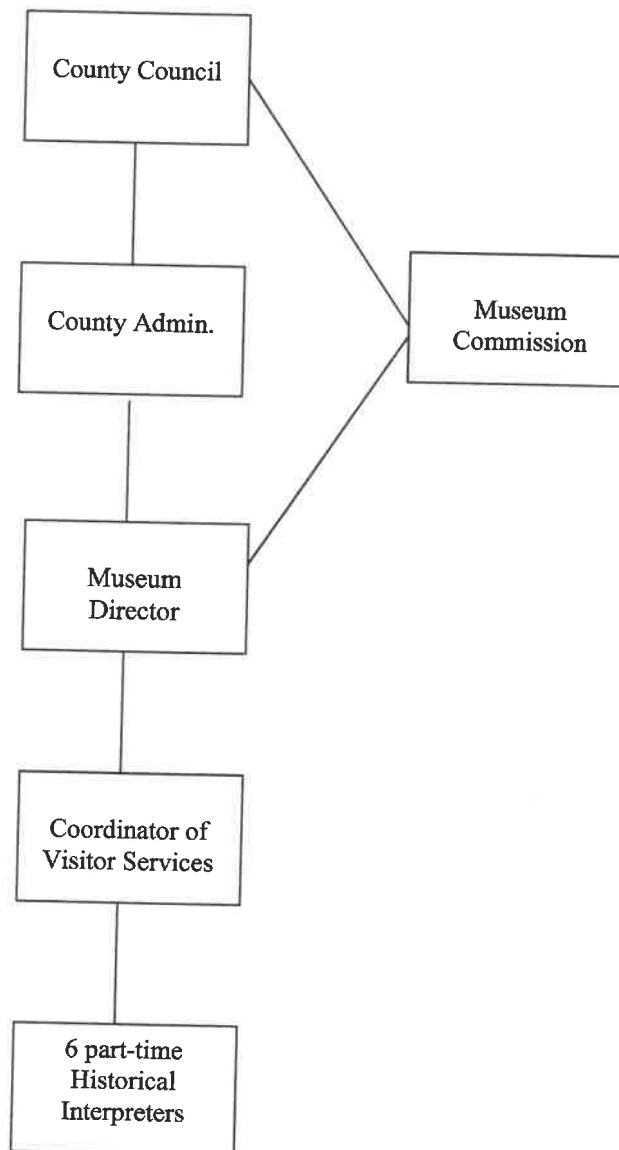 County Council
County Admin.
Museum
Commission
Museum
Director
Coordinator of
Visitor Services
6 part-time
Historical
Interpreters